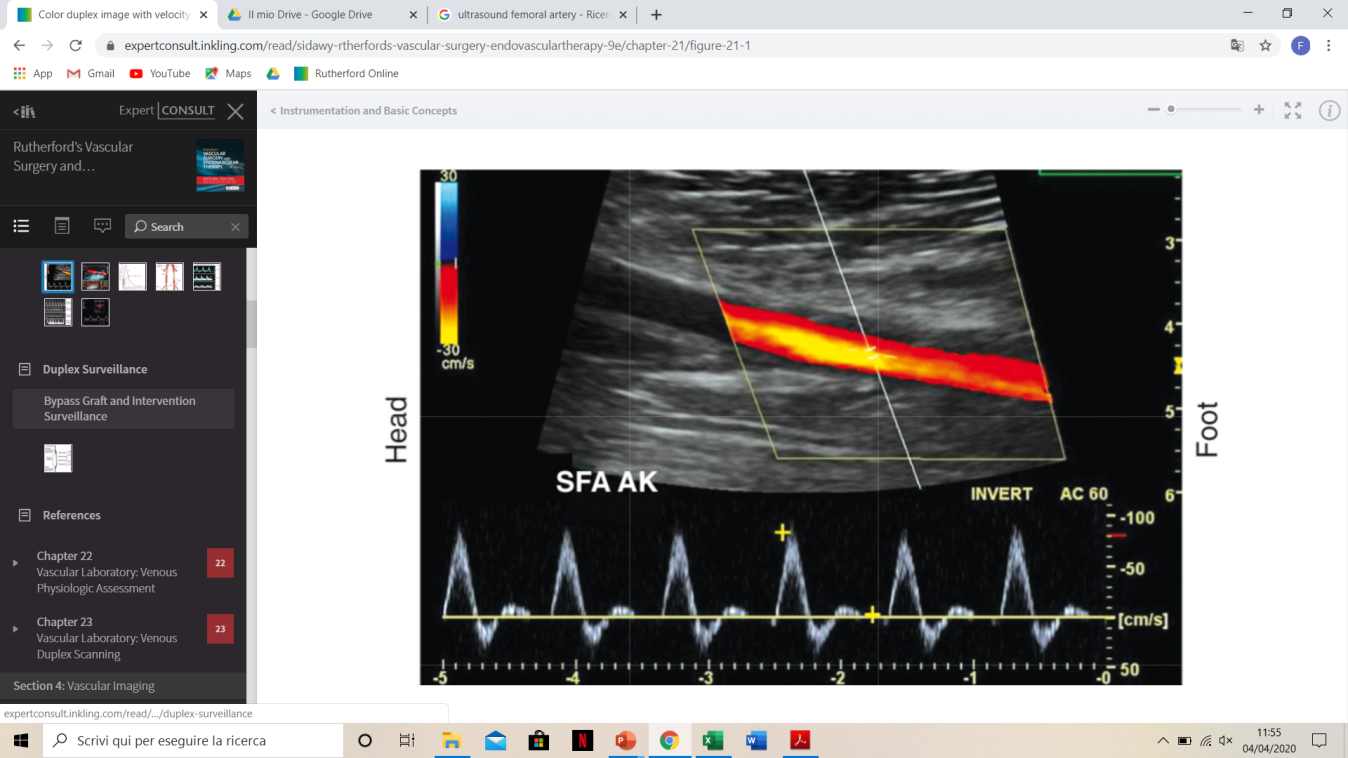 Color duplex image with velocity
Il mio Drive - Google Drive
ultrasound femoral artery - Ricer
expertconsult.inkling.com/read/sidawy-rtherfords-vascular-surgery-endovasculartherapy-9e/chapter-21/figure-21-1
F
App
Gmail
YouTube
Maps
Rutherford Online
Expert CONSULT
< Instrumentation and Basic Concepts
Rutherford's Vascular
Surgery and...
Search
Duplex Surveillance
Bypass Graft and Intervention
Surveillance
References
Chapter 22
Vascular Laboratory: Venous
Physiologic Assessment
22
Chapter 23
Vascular Laboratory: Venous
Duplex Scanning
23
Section 4: Vascular Imaging
30
-30
cm/s
Head
Foot
3
4
5
6
SFA AK
INVERT AC 60
-100
-50
[cm/s]
50
-5 -4 -3 -2 -1 -0
expertconsult.inkling.com/read/.../duplex-surveillance
Scrivi qui per eseguire la ricerca
11:55
04/04/2020